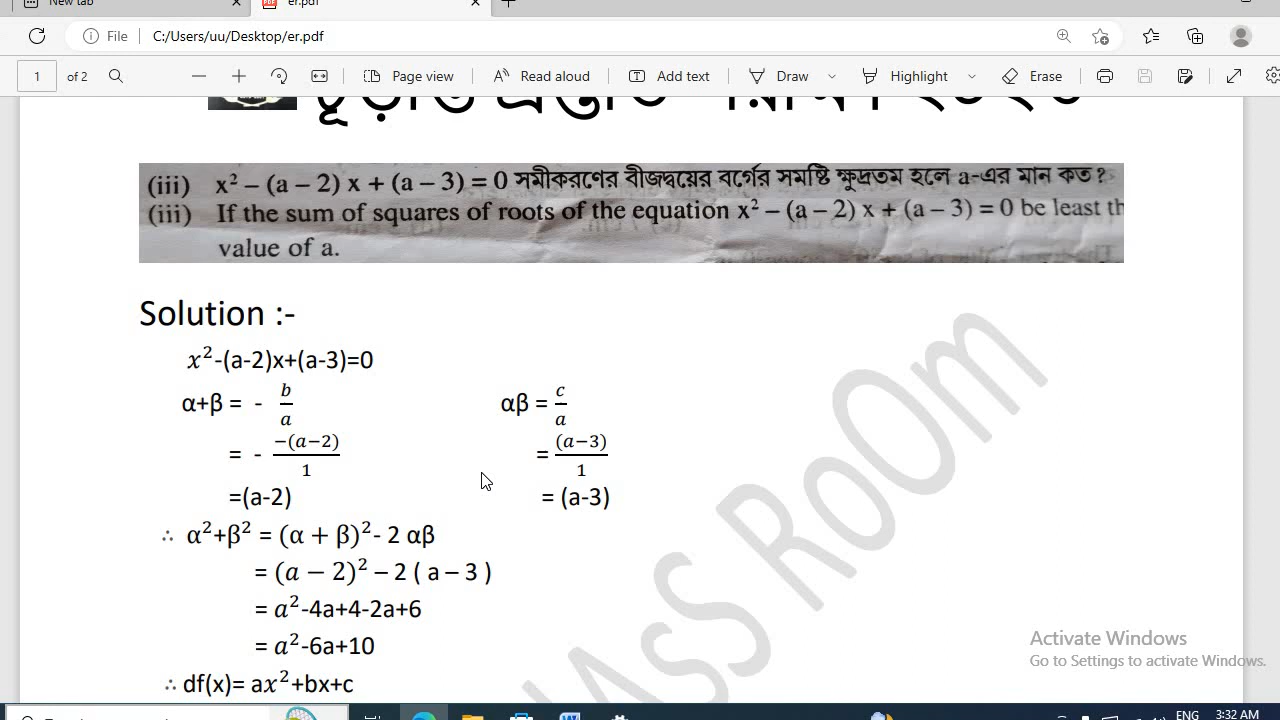 New tab
er.pdf
File C:/Users/uu/Desktop/er.pdf
1 of 2 Page view Read aloud Add text Draw Highlight Erase
(iii) x² – (a – 2) x + (a – 3) = 0 সমীকরণের বীজদ্বয়ের বর্গের সমষ্টি ক্ষুদ্রতম হলে a-এর মান কত?
(iii) If the sum of squares of roots of the equation x² – (a – 2) x + (a – 3) = 0 be least th
value of a.
Solution :-
x²-(a-2)x+(a-3)=0
α+β = - b/a αβ = c/a
= - −(a−2)/1 = (a−3)/1
=(a-2) = (a-3)
∴ α²+β² = (α + β)²- 2 αβ
= (a − 2)² – 2 ( a – 3 )
= a²-4a+4-2a+6
= a²-6a+10
∴ df(x)= ax²+bx+c
ASS RoOm
Activate Windows
Go to Settings to activate Windows.
ENG 3:32 AM